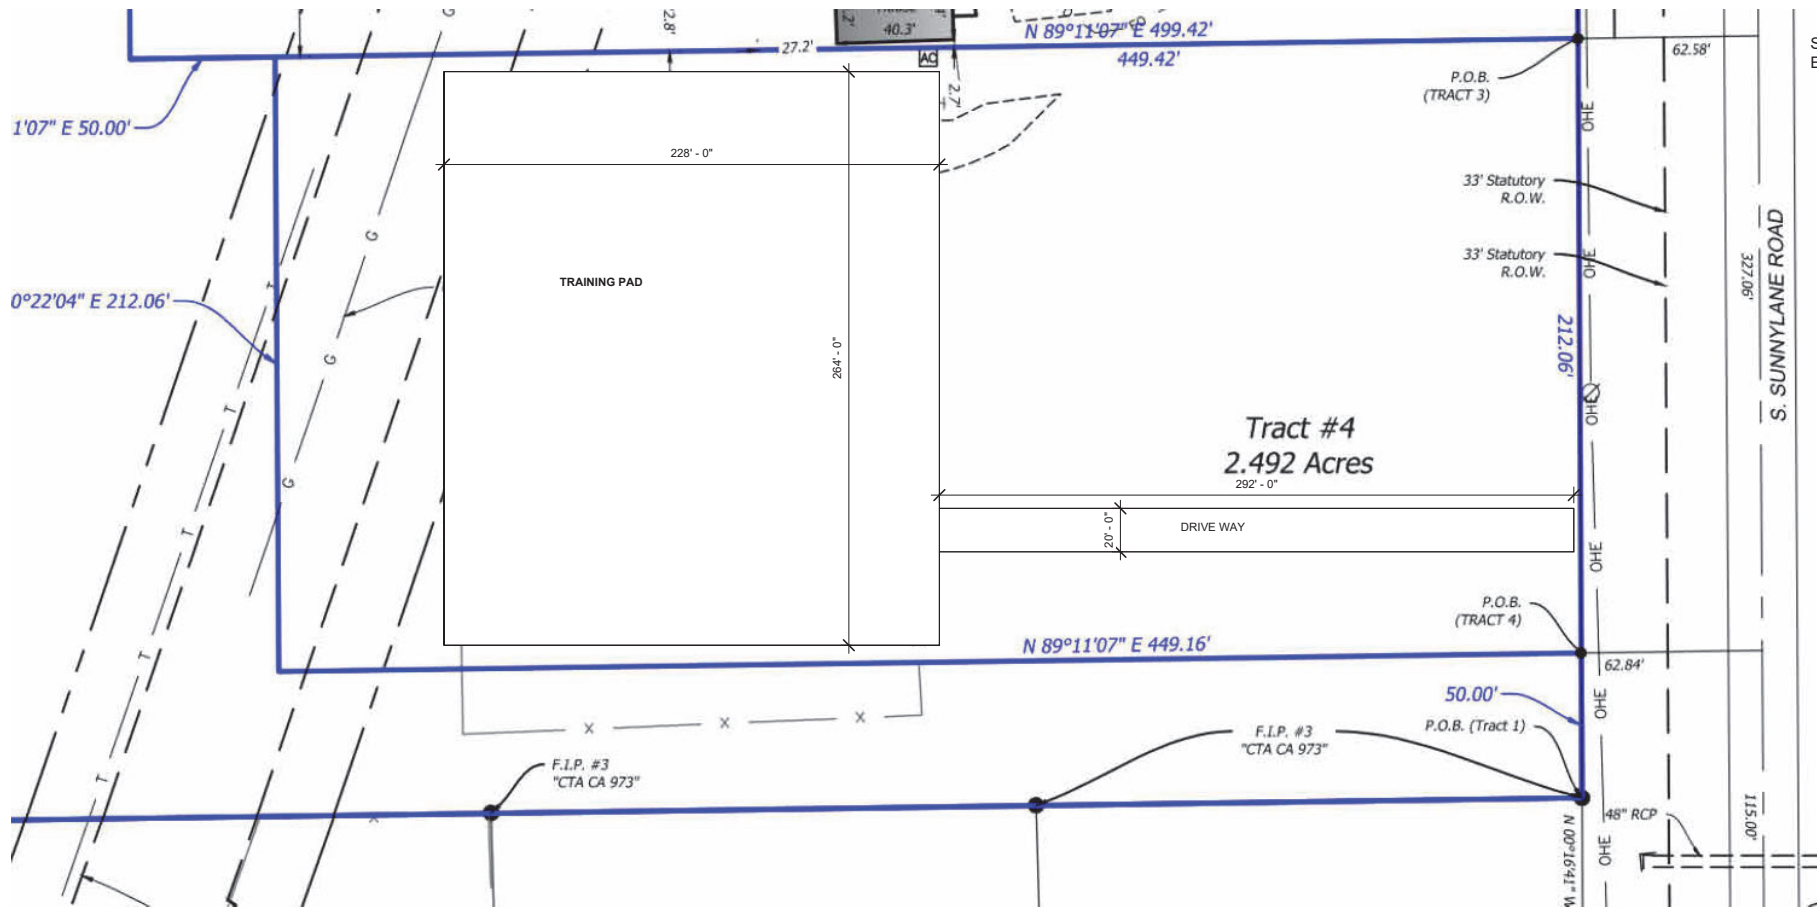 G
G
2.8'
.2'
40.3'
27.2'
AC
2.7'
N 89°11'07" E 499.42'
449.42'
62.58'
P.O.B.
(TRACT 3)
OHE
1'07" E 50.00'
228' - 0"
33' Statutory
R.O.W.
33' Statutory
R.O.W.
OHE
327.06'
S. SUNNYLANE ROAD
G
TRAINING PAD
T
0°22'04" E 212.06'
264' - 0"
212.06'
G
T
OHE
Tract #4
2.492 Acres
292' - 0"
G
20' - 0"
DRIVE WAY
T
OHE
P.O.B.
(TRACT 4)
T
N 89°11'07" E 449.16'
62.84'
50.00'
OHE
X
X
X
P.O.B. (Tract 1)
F.I.P. #3
"CTA CA 973"
F.I.P. #3
"CTA CA 973"
T
X
48" RCP
115.00'
N 00°16'41" W
OHE